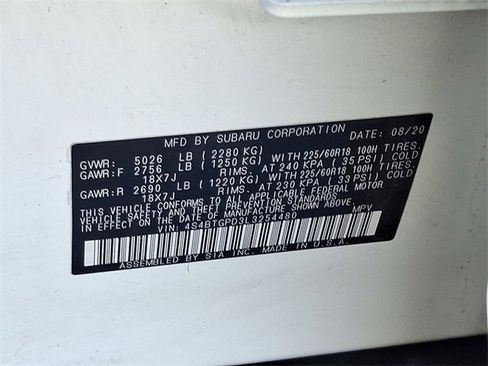 MFD BY SUBARU CORPORATION DATE: 08/20
GVWR: 5026 LB (2280 KG)
GAWR:F 2756 LB (1250 KG) WITH 225/60R18 100H TIRES.
18X7J RIMS. AT 240 KPA (35 PSI) COLD
GAWR:R 2690 LB (1220 KG) WITH 225/60R18 100H TIRES.
18X7J RIMS. AT 230 KPA (33 PSI) COLD
THIS VEHICLE CONFORMS TO ALL APPLICABLE FEDERAL MOTOR
VEHICLE SAFETY AND THEFT PREVENTION STANDARDS
IN EFFECT ON THE DATE OF MANUFACTURE SHOWN ABOVE.
VIN: 4S4BTGPD3L3254480 MPV
ASSEMBLED BY SIA INC. MADE IN U.S.A.